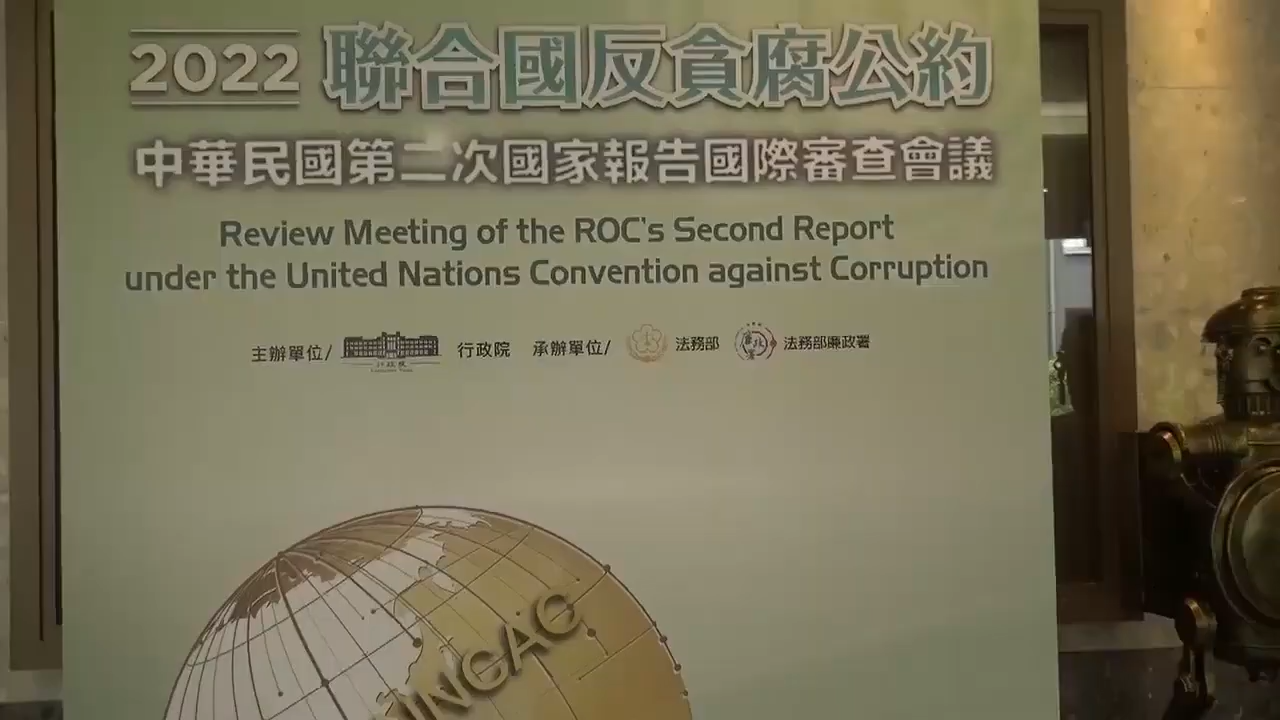 2022 聯合國反貪腐公約
中華民國第二次國家報告國際審查會議
Review Meeting of the ROC's Second Report
under the United Nations Convention against Corruption
主辦單位/ 行政院 承辦單位/ 法務部 法務部廉政署
UNCAC